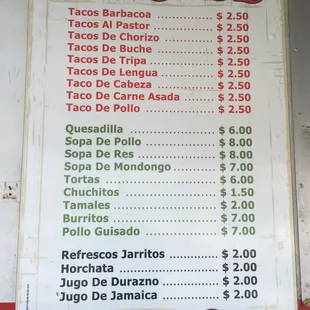 Tacos Barbacoa ................ $ 2.50
Tacos Al Pastor ................ $ 2.50
Tacos De Chorizo ............. $ 2.50
Tacos De Buche ............... $ 2.50
Tacos De Tripa ................. $ 2.50
Tacos De Lengua .............. $ 2.50
Taco De Cabeza ............... $ 2.50
Taco De Carne Asada ....... $ 2.50
Taco De Pollo ................... $ 2.50
Quesadilla ...................... $ 6.00
Sopa De Pollo ................. $ 8.00
Sopa De Res ................... $ 8.00
Sopa De Mondongo ........... $ 7.00
Tortas ............................. $ 6.00
Chuchitos ........................ $ 1.50
Tamales .......................... $ 2.00
Burritos ........................... $ 7.00
Pollo Guisado ................... $ 7.00
Refrescos Jarritos ............. $ 2.00
Horchata .......................... $ 2.00
Jugo De Durazno .............. $ 2.00
Jugo De Jamaica .............. $ 2.00